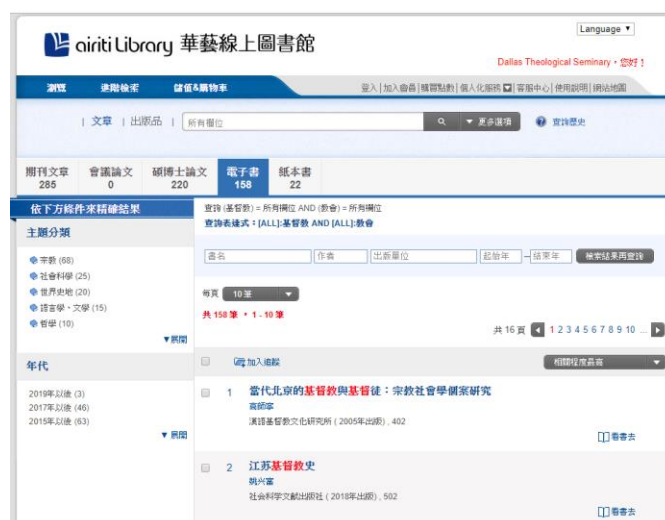 Language ▼
airiti Library 華藝線上圖書館
Dallas Theological Seminary，您好！
瀏覽 進階檢索 儲值&購物車 登入|加入會員|購買點數|個人化服務|客服中心|使用說明|網站地圖
| 文章 | 出版品 | 所有欄位 ▼ 更多選項 查詢歷史
期刊文章 會議論文 碩博士論文 電子書 紙本書
285 0 220 158 22
依下方條件來精確結果
查詢 (基督教) = 所有欄位 AND (教會) = 所有欄位
查詢表達式：[ALL]:基督教 AND [ALL]:教會
主題分類
書名 作者 出版單位 起始年 – 結束年 檢索結果再查詢
宗教 (68)
社會科學 (25)
世界史地 (20)
語言學‧文學 (15)
哲學 (10)
▼展開
每頁 10 筆 ▼
共 158 筆，1 - 10 筆
共 16 頁 1 2 3 4 5 6 7 8 9 10 ...
年代
加入追蹤 相關程度最高 ▼
2019年以後 (3)
2017年以後 (46)
2015年以後 (63)
▼ 展開
1 當代北京的基督教與基督徒：宗教社會學個案研究
高師寧
漢語基督教文化研究所 ( 2005年出版) , 402
看書去
2 江苏基督教史
姚兴富
社会科学文献出版社 ( 2018年出版) , 502
看書去